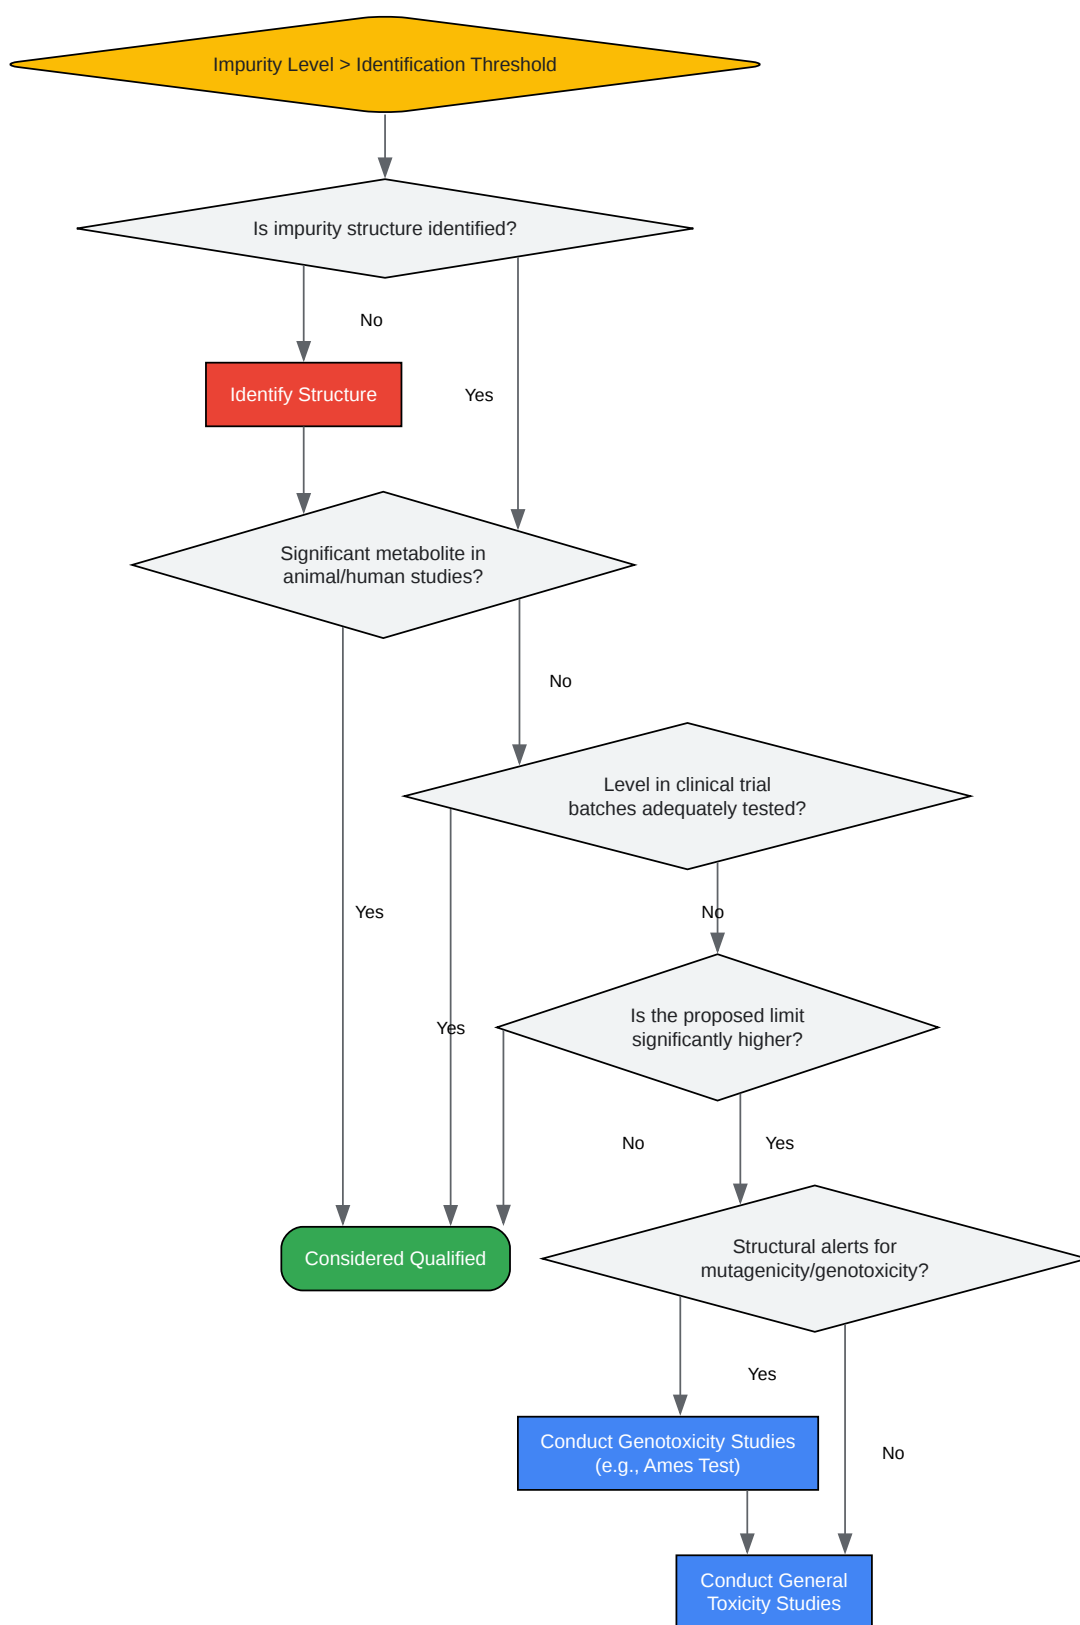 Impurity Level > Identification Threshold
Is impurity structure identified?
No
Identify Structure
Yes
Significant metabolite in
animal/human studies?
No
Level in clinical trial
batches adequately tested?
Yes
No
Is the proposed limit
significantly higher?
Yes
No
Yes
Considered Qualified
Structural alerts for
mutagenicity/genotoxicity?
Yes
Conduct Genotoxicity Studies
(e.g., Ames Test)
No
Conduct General
Toxicity Studies